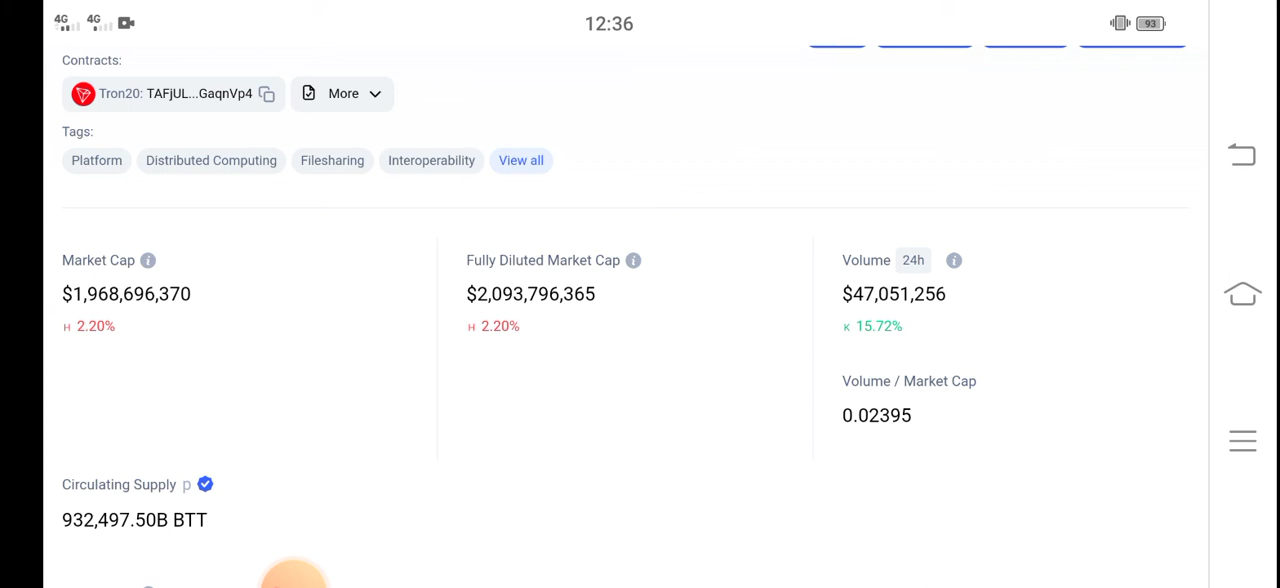 4G 4G 12:36 93
Contracts:
Tron20: TAFjUL...GaqnVp4 More
Tags:
Platform Distributed Computing Filesharing Interoperability View all
Market Cap Fully Diluted Market Cap Volume 24h
$1,968,696,370 $2,093,796,365 $47,051,256
H 2.20% H 2.20% K 15.72%
Volume / Market Cap
0.02395
Circulating Supply p
932,497.50B BTT